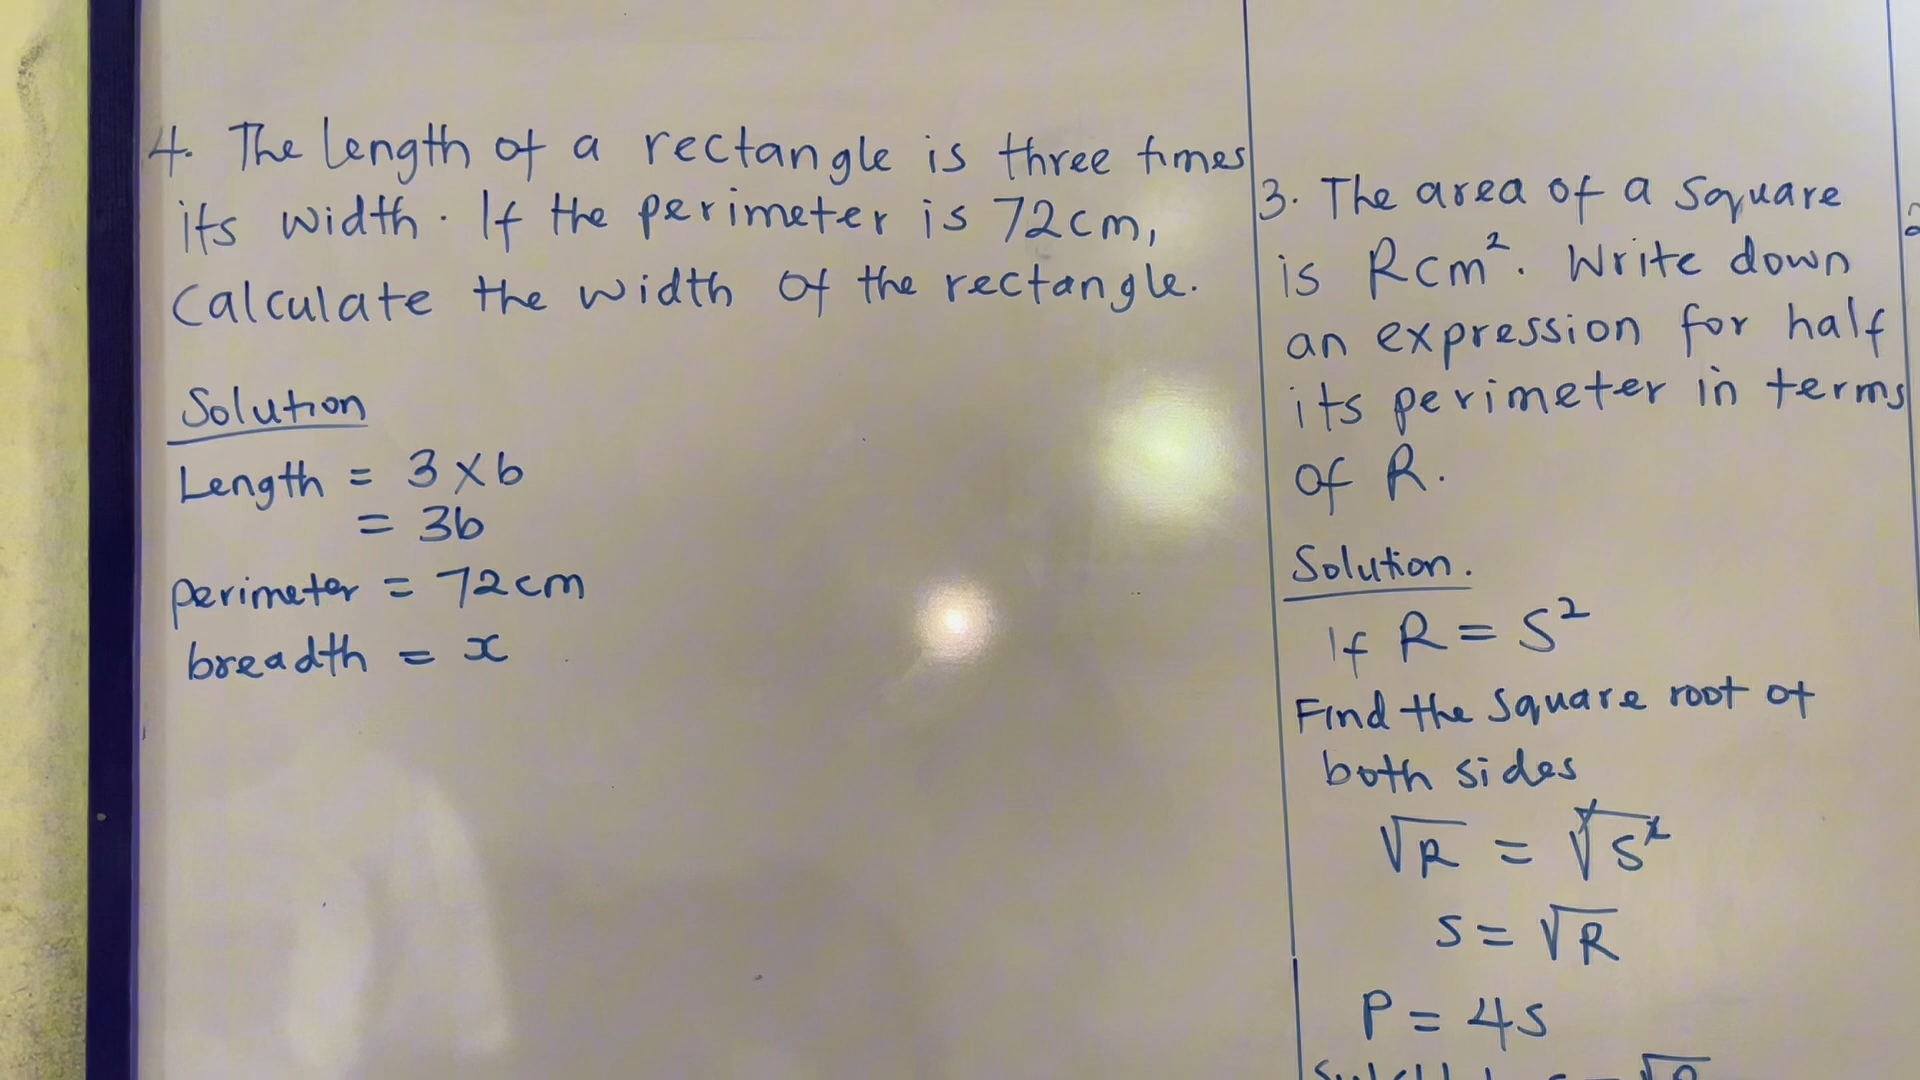 4. The length of a rectangle is three times
its width. If the perimeter is 72cm,
Calculate the width of the rectangle.
Solution
Length = 3 × b
= 3b
perimeter = 72cm
breadth = x
3. The area of a square
is Rcm². Write down
an expression for half
its perimeter in terms
of R.
Solution.
If R = S²
Find the square root of
both sides
√R = √S²
S = √R
P = 4S